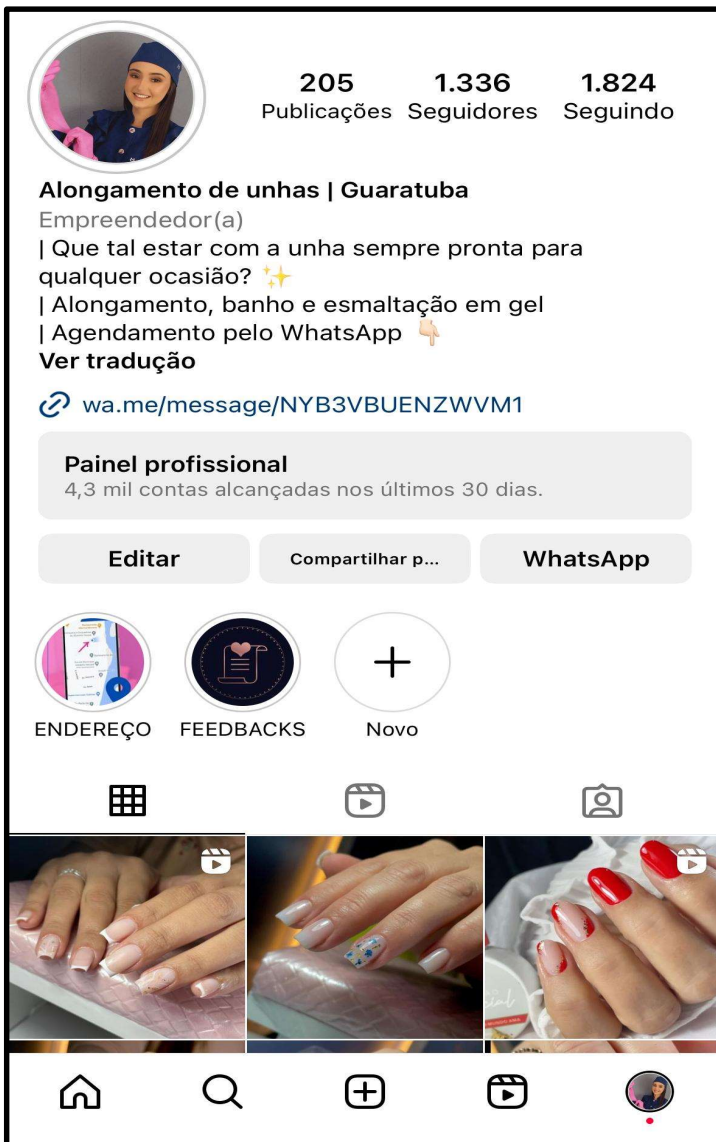 205 1.336 1.824
Publicações Seguidores Seguindo
Alongamento de unhas | Guaratuba
Empreendedor(a)
| Que tal estar com a unha sempre pronta para
qualquer ocasião? ✨
| Alongamento, banho e esmaltação em gel
| Agendamento pelo WhatsApp 👇🏻
Ver tradução
wa.me/message/NYB3VBUENZWVM1
Painel profissional
4,3 mil contas alcançadas nos últimos 30 dias.
Editar Compartilhar p... WhatsApp
ENDEREÇO FEEDBACKS Novo